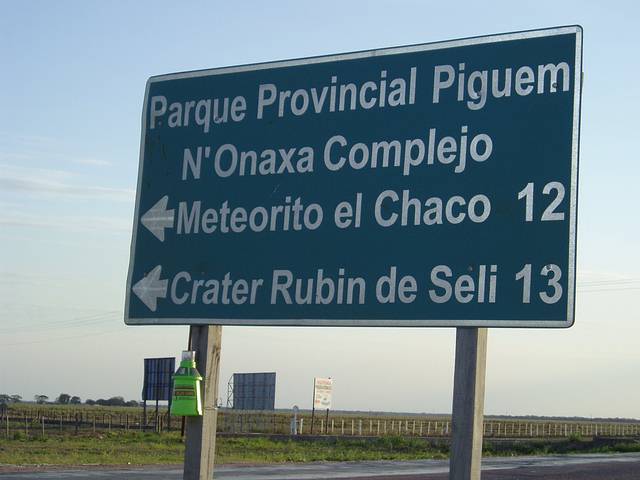 Parque Provincial Piguem
N'Onaxa Complejo
Meteorito el Chaco 12
Crater Rubin de Seli 13